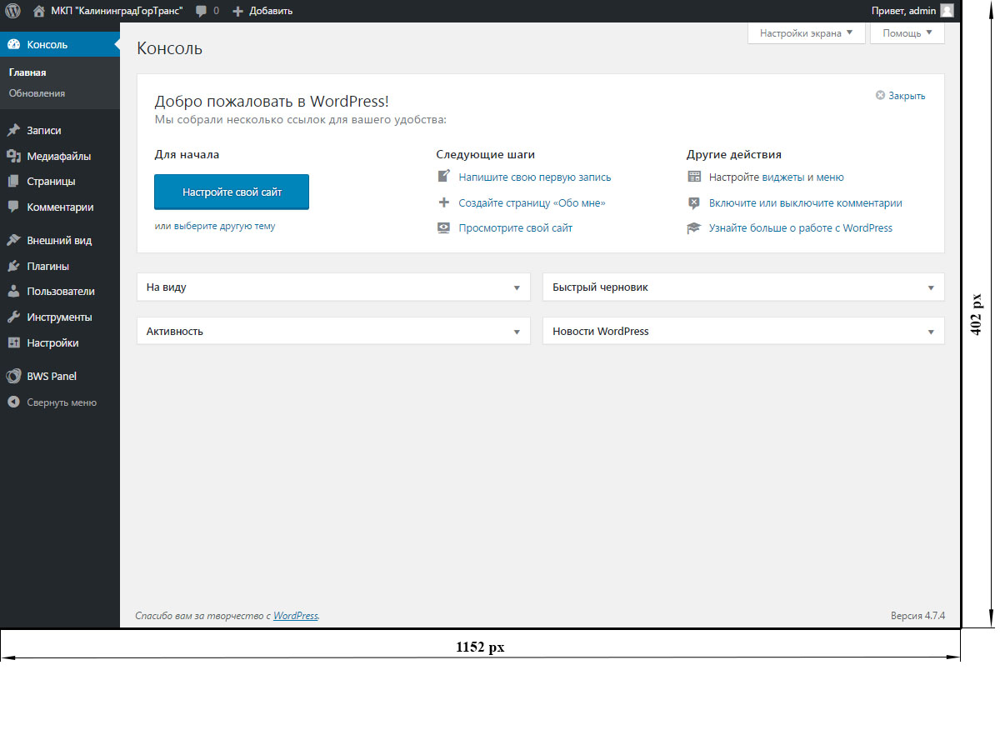 МКП "КалининградГорТранс" 0 Добавить Привет, admin
Консоль
Главная
Обновления
Записи
Медиафайлы
Страницы
Комментарии
Внешний вид
Плагины
Пользователи
Инструменты
Настройки
BWS Panel
Свернуть меню
Настройки экрана Помощь
Консоль
Добро пожаловать в WordPress!
Закрыть
Мы собрали несколько ссылок для вашего удобства:
Для начала
Настройте свой сайт
или выберите другую тему
Следующие шаги
Напишите свою первую запись
Создайте страницу «Обо мне»
Просмотрите свой сайт
Другие действия
Настройте виджеты и меню
Включите или выключите комментарии
Узнайте больше о работе с WordPress
На виду
Быстрый черновик
Активность
Новости WordPress
Спасибо вам за творчество с WordPress.
Версия 4.7.4
402 px
1152 px